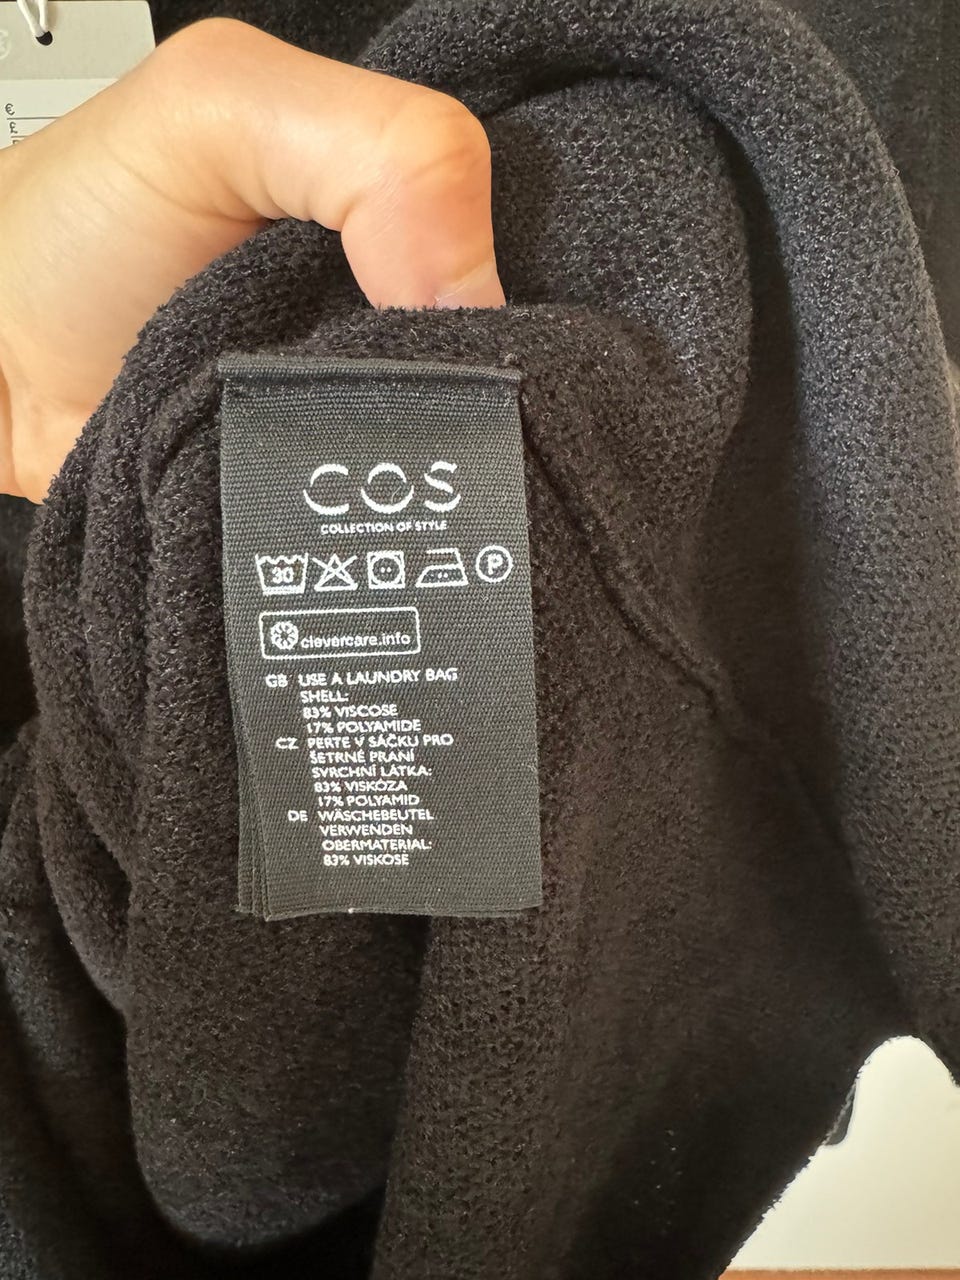 COS
COLLECTION OF STYLE
30 P
clevercare.info
GB USE A LAUNDRY BAG
SHELL:
83% VISCOSE
17% POLYAMIDE
CZ PERTE V SÁČKU PRO
ŠETRNÉ PRANÍ
SVRCHNÍ LÁTKA:
83% VISKÓZA
17% POLYAMID
DE WÄSCHEBEUTEL
VERWENDEN
OBERMATERIAL:
83% VISKOSE